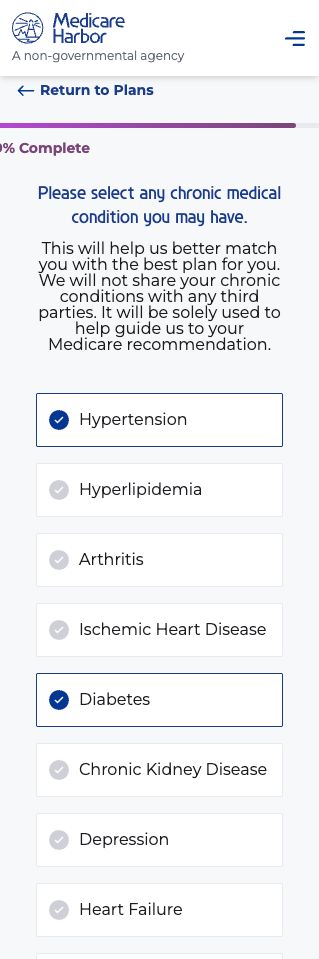 Medicare
Harbor
A non-governmental agency
Return to Plans
% Complete
Please select any chronic medical
condition you may have.
This will help us better match
you with the best plan for you.
We will not share your chronic
conditions with any third
parties. It will be solely used to
help guide us to your
Medicare recommendation.
Hypertension
Hyperlipidemia
Arthritis
Ischemic Heart Disease
Diabetes
Chronic Kidney Disease
Depression
Heart Failure